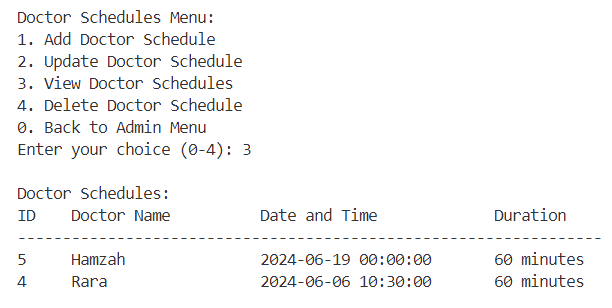 Doctor Schedules Menu:
1. Add Doctor Schedule
2. Update Doctor Schedule
3. View Doctor Schedules
4. Delete Doctor Schedule
0. Back to Admin Menu
Enter your choice (0-4): 3

Doctor Schedules:
ID    Doctor Name          Date and Time             Duration
-----------------------------------------------------------------
5     Hamzah               2024-06-19 00:00:00       60 minutes
4     Rara                 2024-06-06 10:30:00       60 minutes